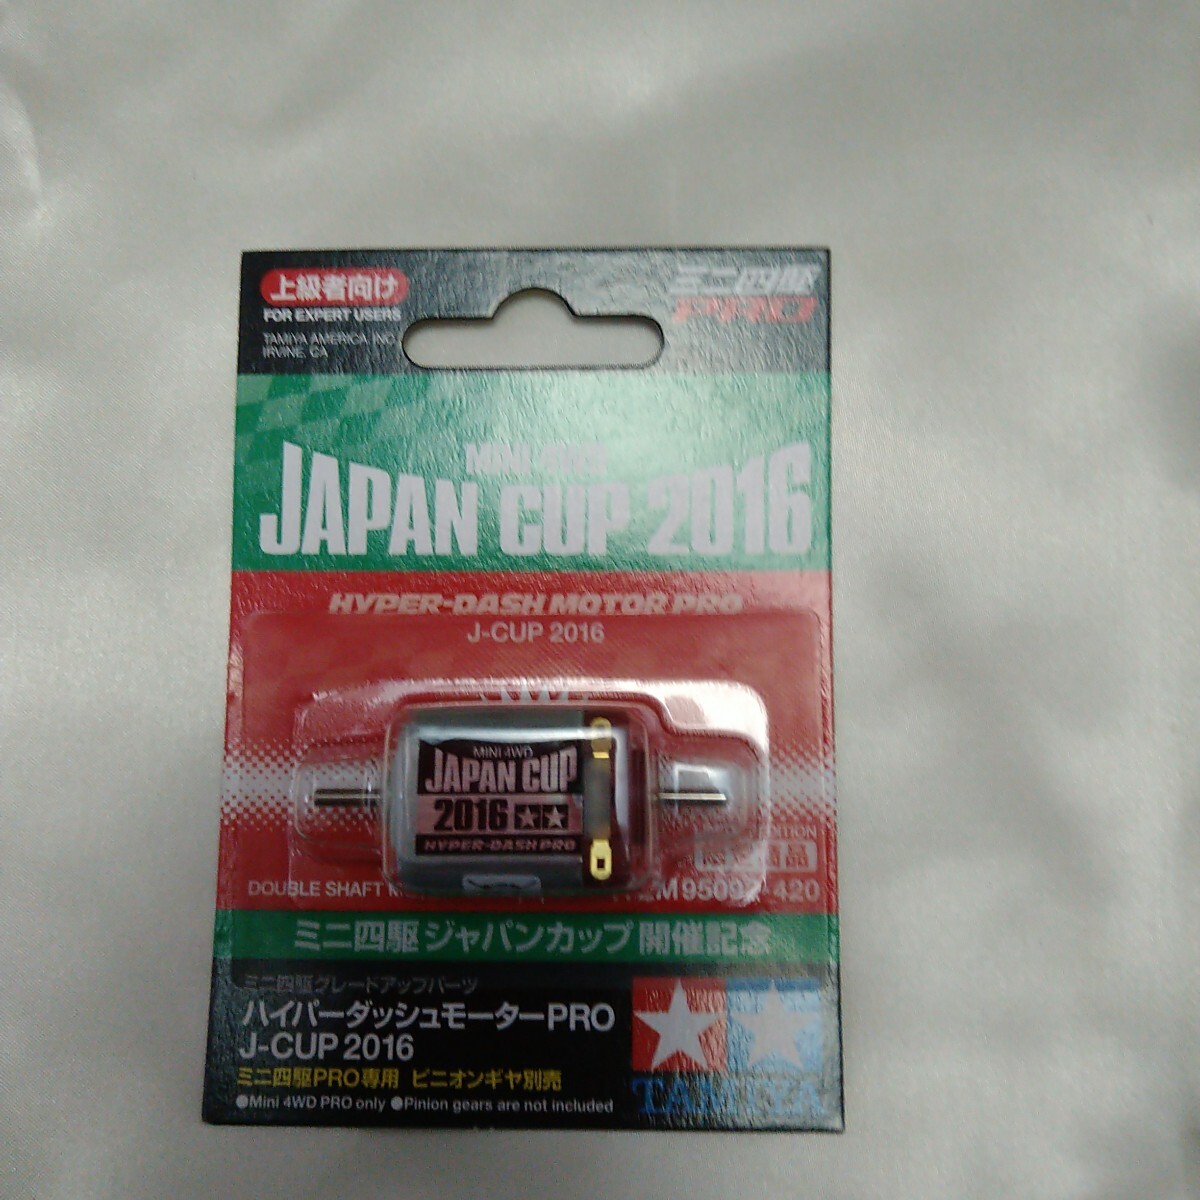 上級者向け
FOR EXPERT USERS
TAMIYA AMERICA, INC.
IRVINE, CA
ミニ四駆
PRO
MINI 4WD
JAPAN CUP 2016
HYPER-DASH MOTOR PRO
J-CUP 2016
MINI 4WD
JAPAN CUP
2016
HYPER-DASH PRO
EDITION
DOUBLE SHAFT
ミニ四駆 ジャパンカップ 開催記念
ミニ四駆グレードアップパーツ
ハイパーダッシュモーターPRO
J-CUP 2016
ミニ四駆PRO専用 ピニオンギヤ別売
●Mini 4WD PRO only ●Pinion gears are not included
TAMIYA